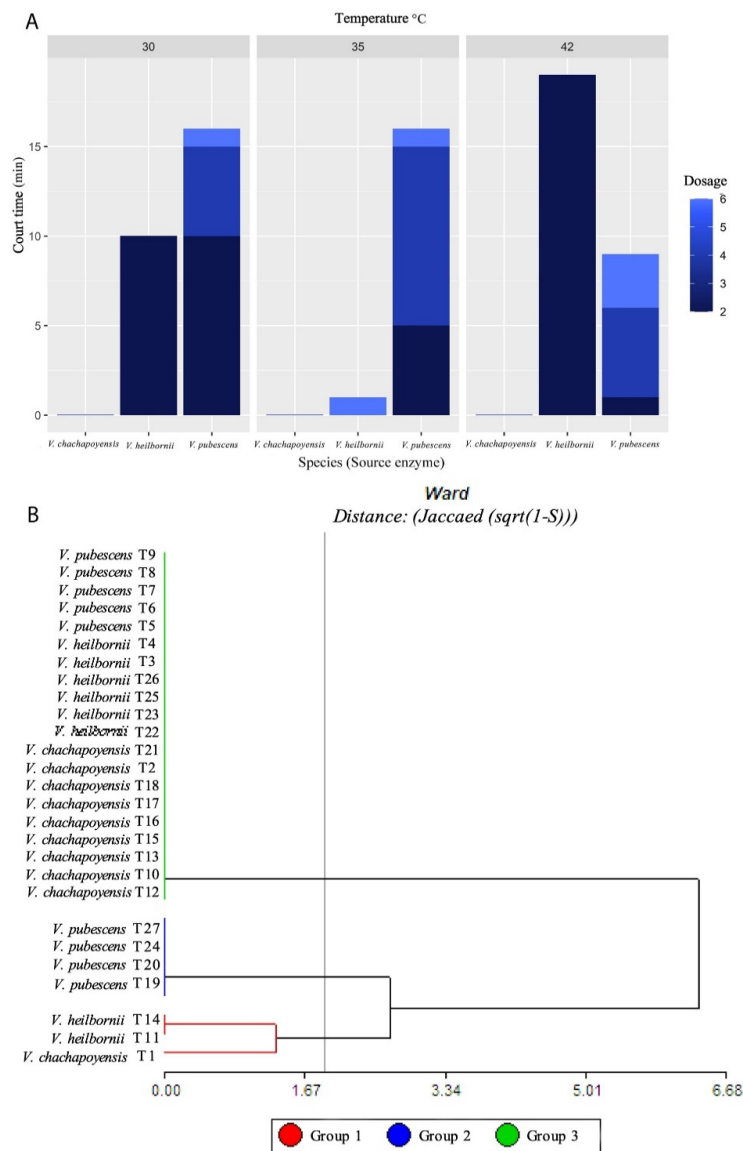 A
Temperature °C
30 35 42
Court time (min)
15
10
5
0
V. chachapoyensis V. heilbornii V. pubescens V. chachapoyensis V. heilbornii V. pubescens V. chachapoyensis V. heilbornii V. pubescens
Species (Source enzyme)
Dosage
6
5
4
3
2
B
Ward
Distance: (Jaccaed (sqrt(1-S)))
V. pubescens T9
V. pubescens T8
V. pubescens T7
V. pubescens T6
V. pubescens T5
V. heilbornii T4
V. heilbornii T3
V. heilbornii T26
V. heilbornii T25
V. heilbornii T23
V. heilbornii T22
V. chachapoyensis T21
V. chachapoyensis T2
V. chachapoyensis T18
V. chachapoyensis T17
V. chachapoyensis T16
V. chachapoyensis T15
V. chachapoyensis T13
V. chachapoyensis T10
V. chachapoyensis T12
V. pubescens T27
V. pubescens T24
V. pubescens T20
V. pubescens T19
V. heilbornii T14
V. heilbornii T11
V. chachapoyensis T1
0.00 1.67 3.34 5.01 6.68
Group 1 Group 2 Group 3